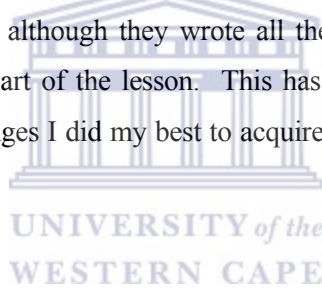 although they wrote all the
art of the lesson. This has
ges I did my best to acquire
UNIVERSITY of the
WESTERN CAPE